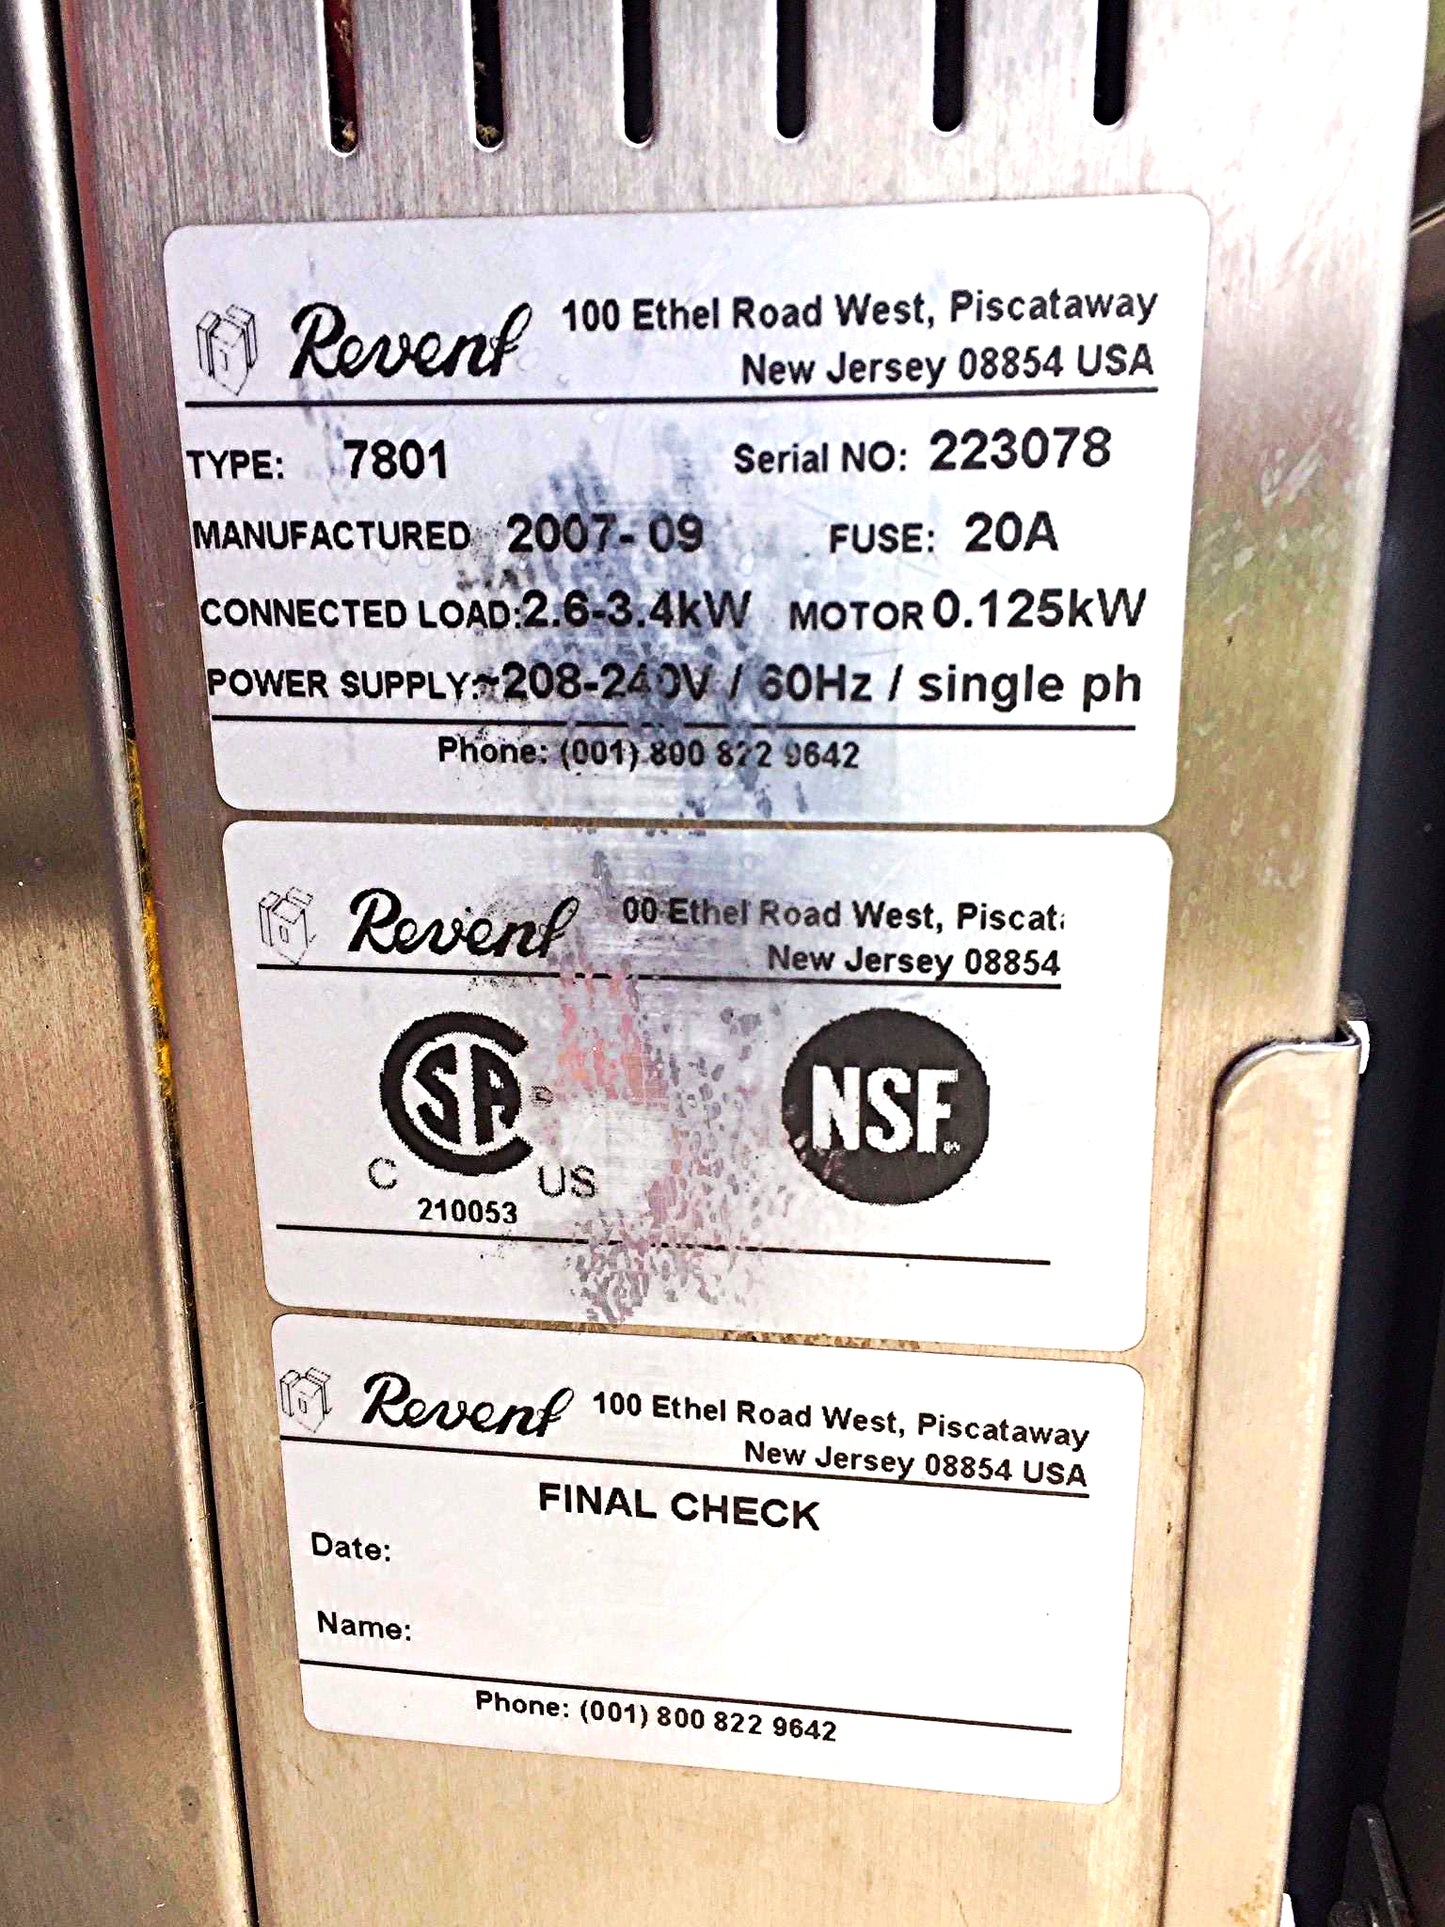 Revent 100 Ethel Road West, Piscataway
New Jersey 08854 USA
TYPE: 7801 Serial NO: 223078
MANUFACTURED 2007-09 FUSE: 20A
CONNECTED LOAD:2.6-3.4kW MOTOR 0.125kW
POWER SUPPLY:~208-240V / 60Hz / single ph
Phone: (001) 800 822 9642
Revent 00 Ethel Road West, Piscat
New Jersey 08854
CSA
NSF
C US
210053
Revent 100 Ethel Road West, Piscataway
New Jersey 08854 USA
FINAL CHECK
Date:
Name:
Phone: (001) 800 822 9642